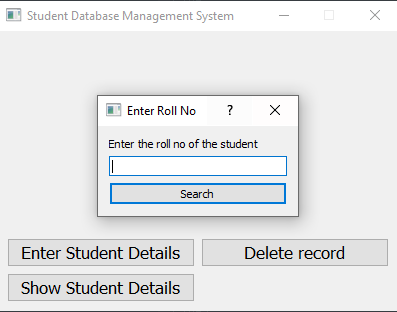 Student Database Management System
Enter Roll No
?
Enter the roll no of the student
Search
Enter Student Details
Delete record
Show Student Details